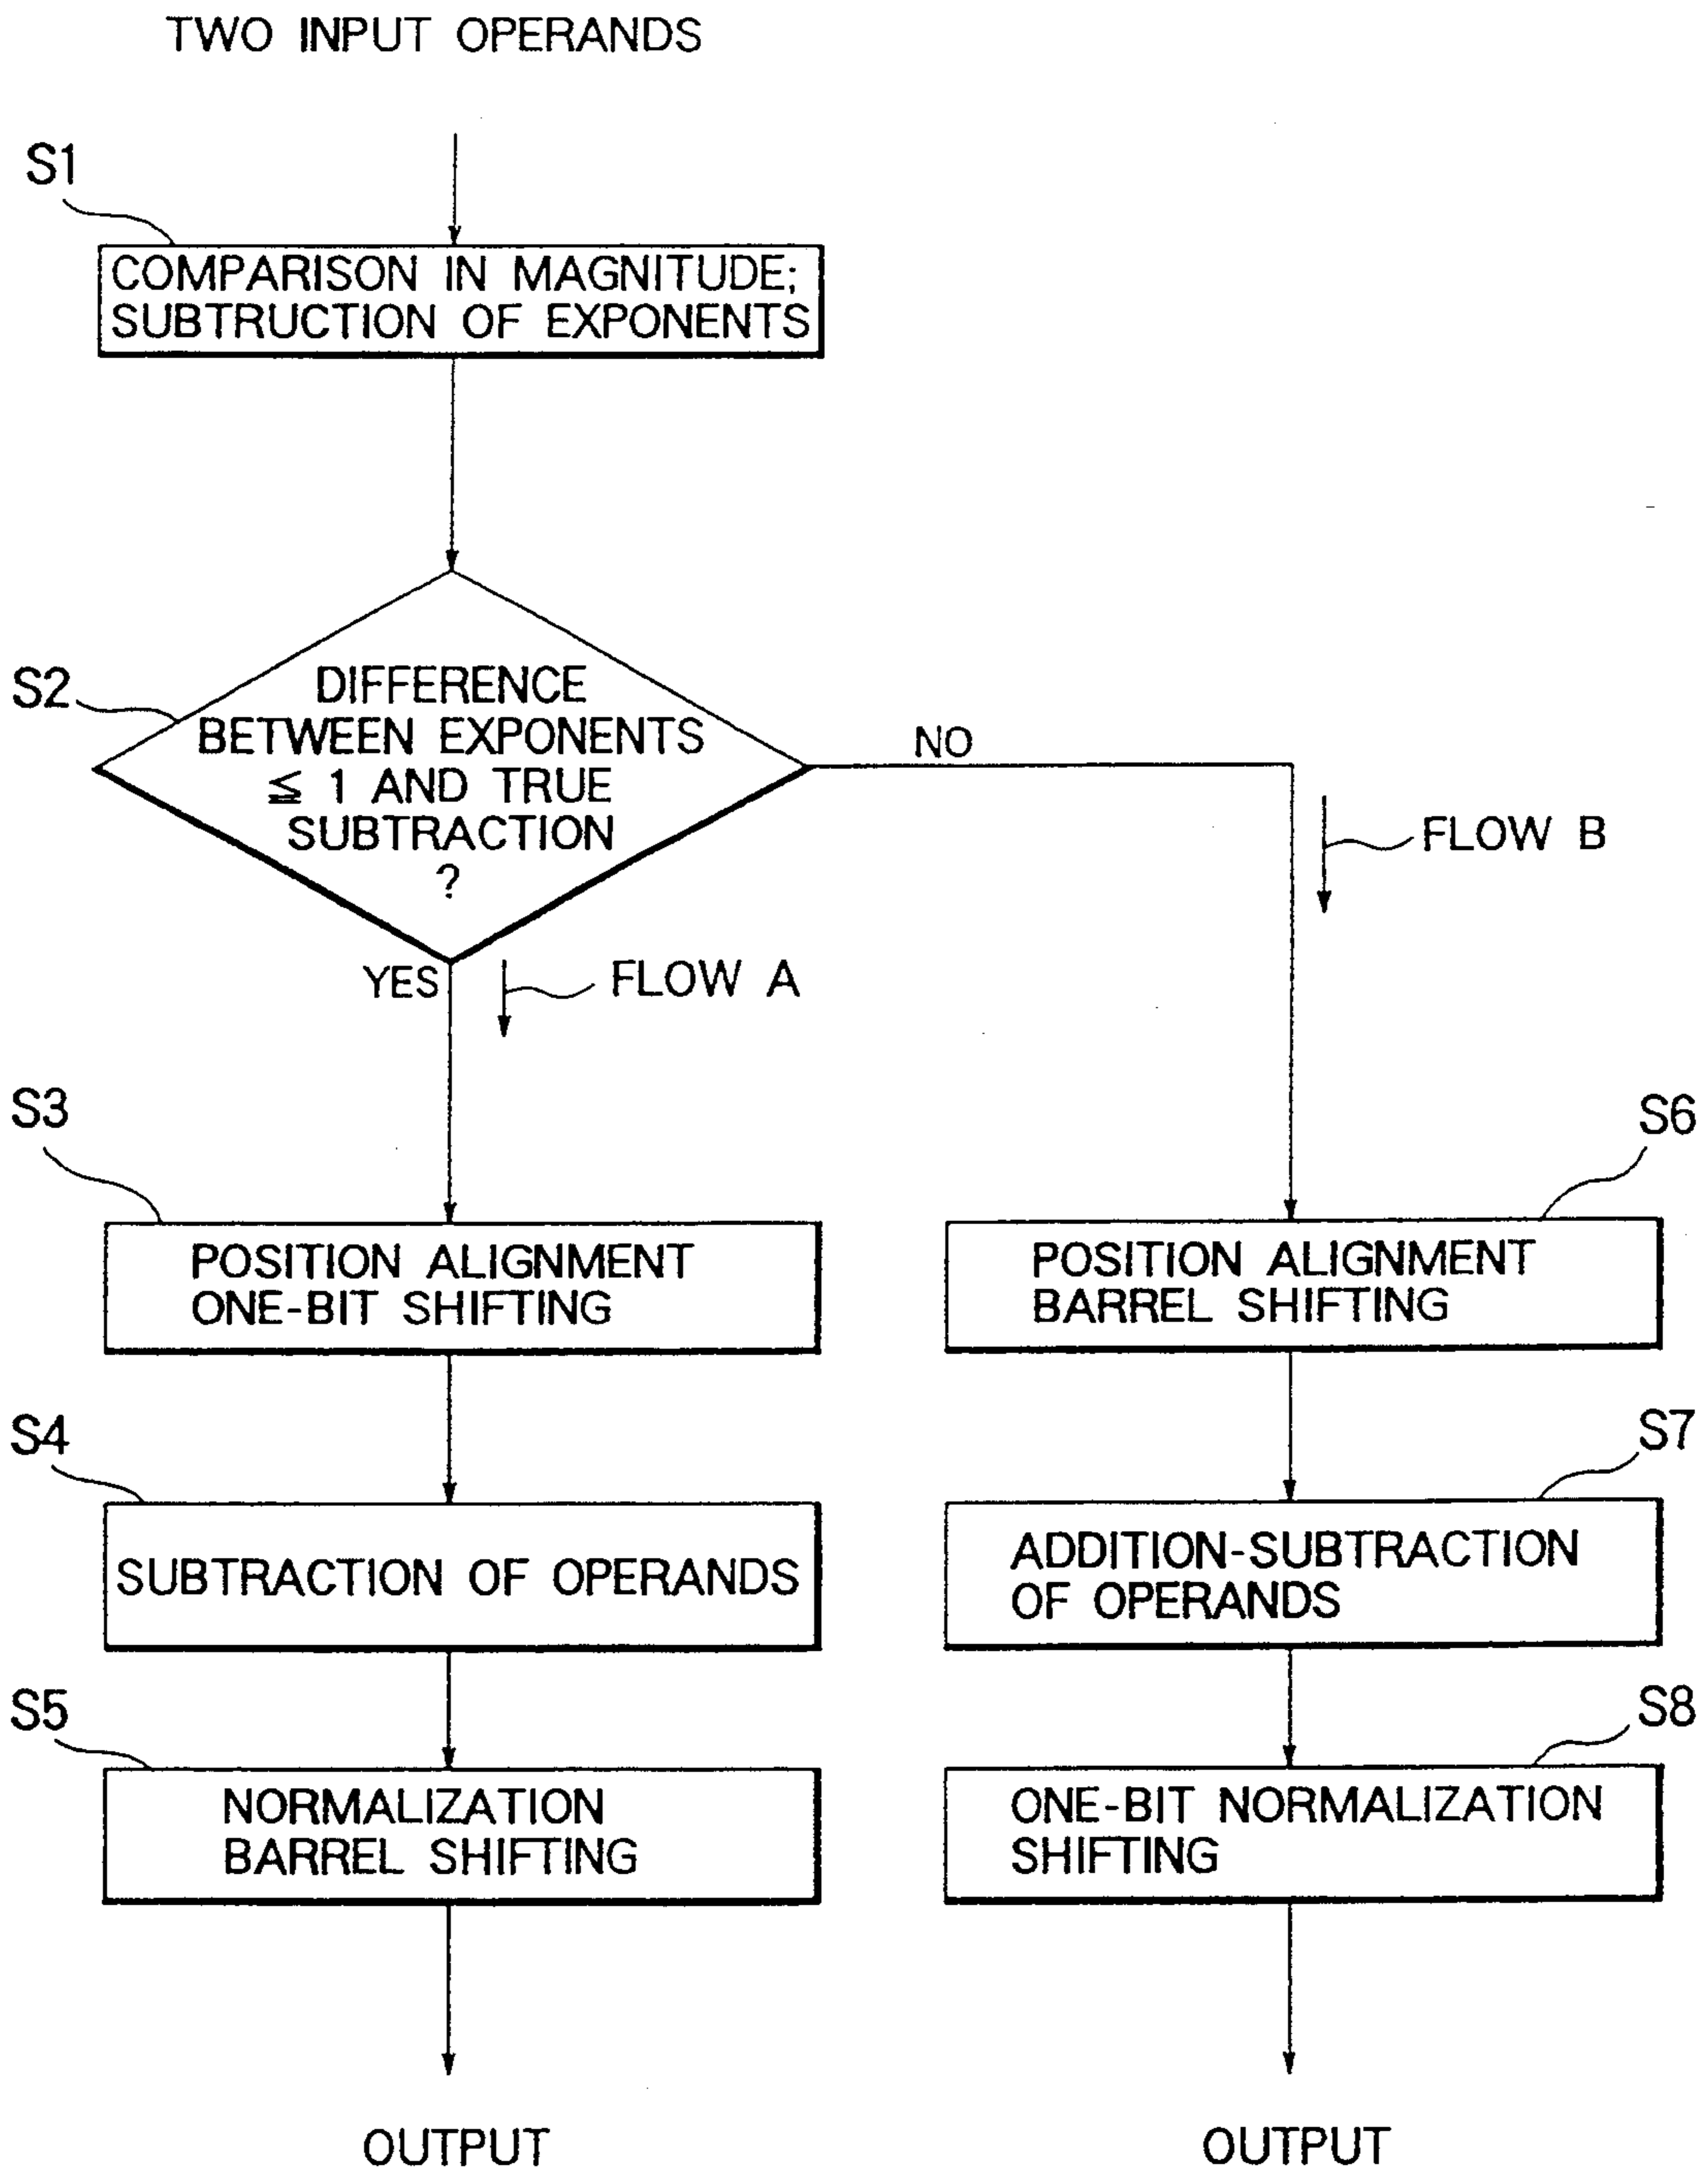 TWO INPUT OPERANDS
S1
COMPARISON IN MAGNITUDE;
SUBTRUCTION OF EXPONENTS
S2
DIFFERENCE
BETWEEN EXPONENTS
≦ 1 AND TRUE
SUBTRACTION
?
NO
FLOW B
YES
FLOW A
S3
POSITION ALIGNMENT
ONE-BIT SHIFTING
S6
POSITION ALIGNMENT
BARREL SHIFTING
S4
SUBTRACTION OF OPERANDS
S7
ADDITION-SUBTRACTION
OF OPERANDS
S5
NORMALIZATION
BARREL SHIFTING
S8
ONE-BIT NORMALIZATION
SHIFTING
OUTPUT
OUTPUT